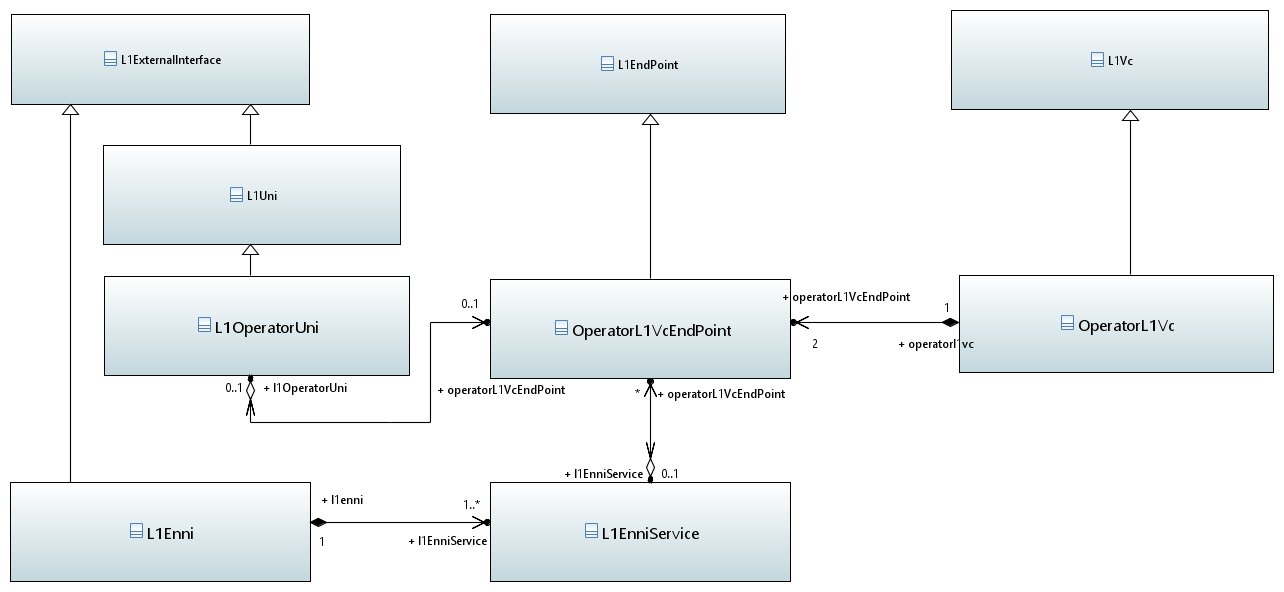 L1ExternalInterface
L1EndPoint
L1Vc
L1Uni
L1OperatorUni
OperatorL1VcEndPoint
OperatorL1Vc
0..1
+ operatorL1VcEndPoint
1
2
+ operatorl1vc
0..1
+ l1OperatorUni
+ operatorL1VcEndPoint
*
+ operatorL1VcEndPoint
+ l1EnniService
0..1
+ l1enni
1..*
1
+ l1EnniService
L1Enni
L1EnniService